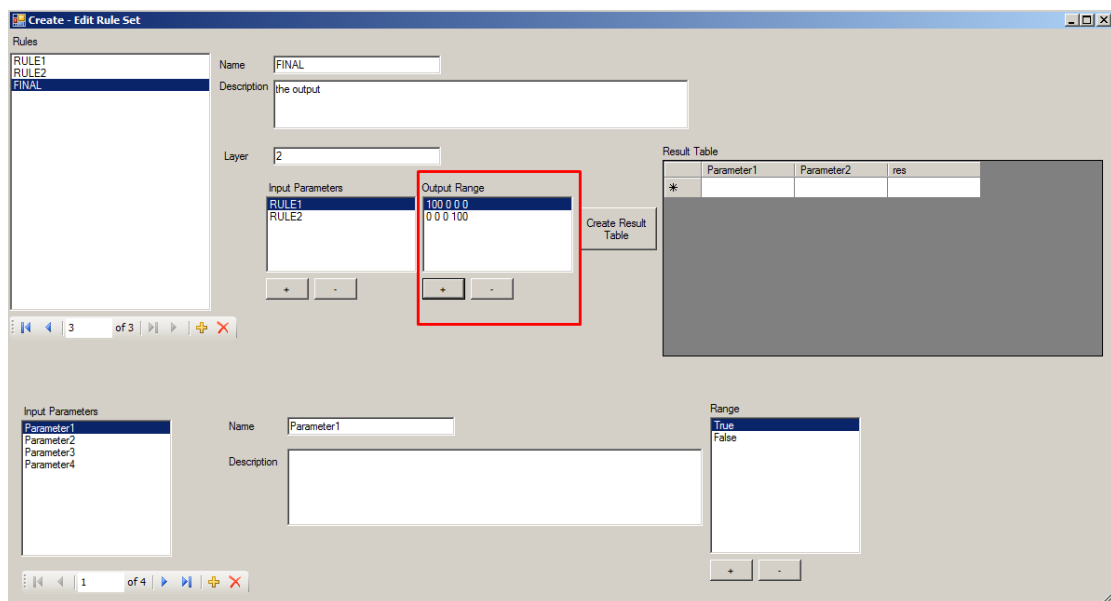 Create - Edit Rule Set
Rules
RULE1
RULE2
FINAL
Name FINAL
Description the output
Layer 2
Input Parameters
RULE1
RULE2
+ -
Output Range
100 0 0 0
0 0 0 100
+ -
Create Result
Table
Result Table
Parameter1 Parameter2 res
3 of 3
Input Parameters
Parameter1
Parameter2
Parameter3
Parameter4
Name Parameter1
Description
Range
True
False
+ -
1 of 4